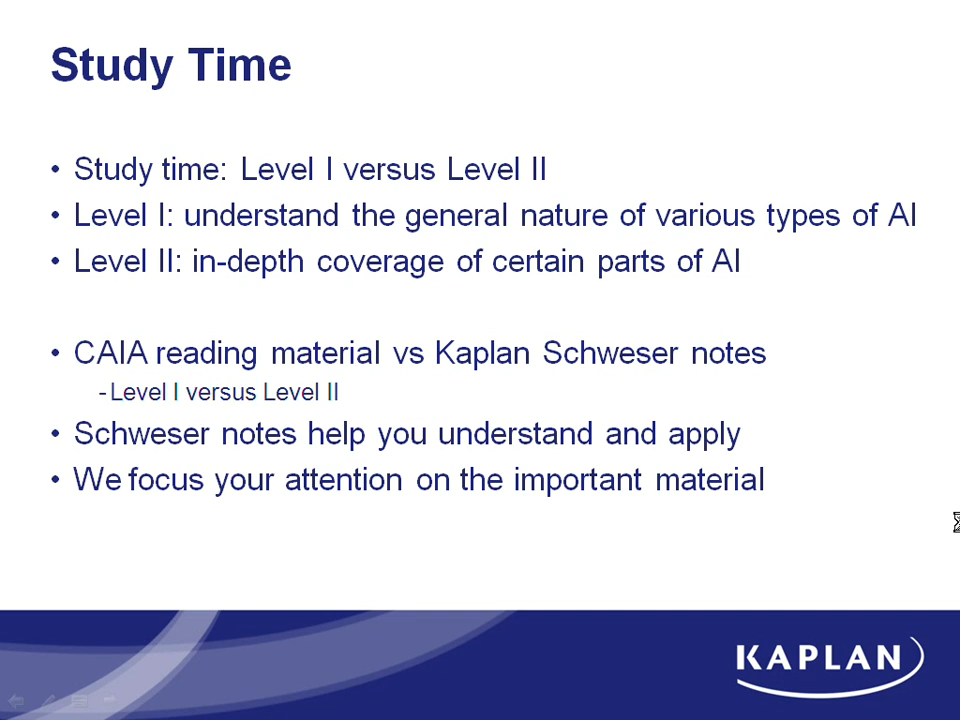 Study Time
• Study time: Level I versus Level II
• Level I: understand the general nature of various types of AI
• Level II: in-depth coverage of certain parts of AI
• CAIA reading material vs Kaplan Schweser notes
- Level I versus Level II
• Schweser notes help you understand and apply
• We focus your attention on the important material
KAPLAN